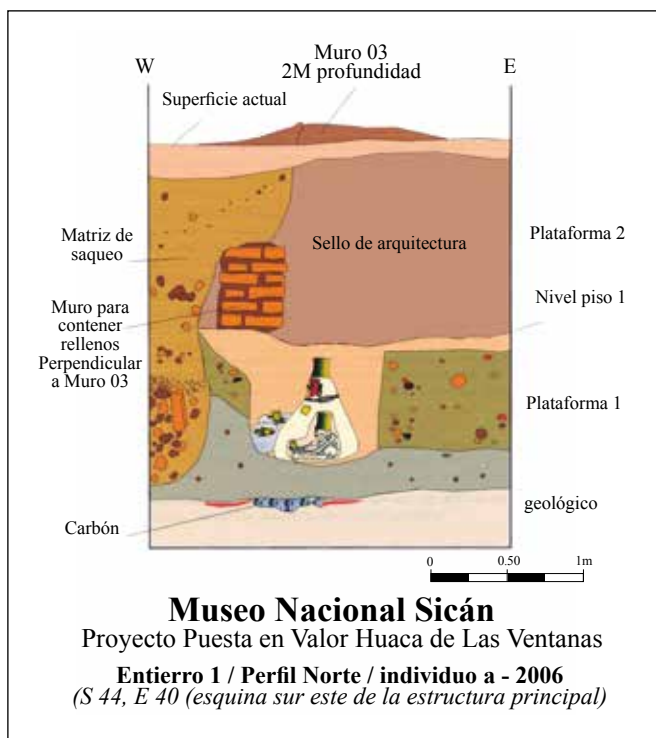 Muro 03
2M profundidad
W
E
Superficie actual
Matriz de
saqueo
Sello de arquitectura
Plataforma 2
Nivel piso 1
Muro para
contener
rellenos
Perpendicular
a Muro 03
Plataforma 1
Carbón
geológico
0 0.50 1m
Museo Nacional Sicán
Proyecto Puesta en Valor Huaca de Las Ventanas
Entierro 1 / Perfil Norte / individuo a - 2006
(S 44, E 40 (esquina sur este de la estructura principal)